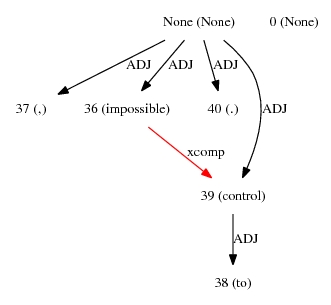 None (None) 0 (None)
ADJ ADJ ADJ
37 (,) 36 (impossible) 40 (.) ADJ
xcomp
39 (control)
ADJ
38 (to)